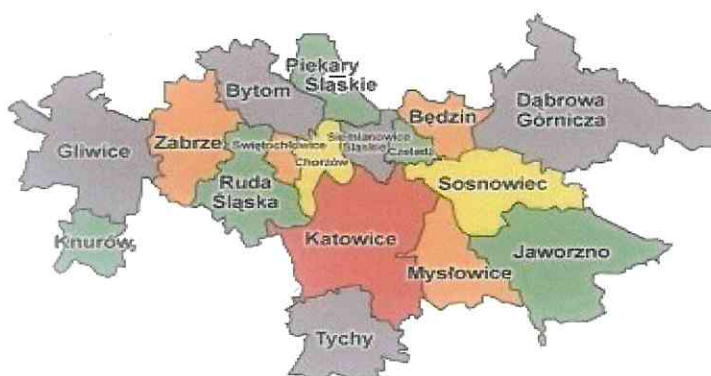 Piekary
Śląskie
Bytom
Dąbrowa
Górnicza
Będzin
Gliwice
Zabrze
Świętochłowice
Chorzów
Siemianowice
Śląskie
Czeladź
Ruda
Śląska
Sosnowiec
Knurów
Katowice
Mysłowice
Jaworzno
Tychy